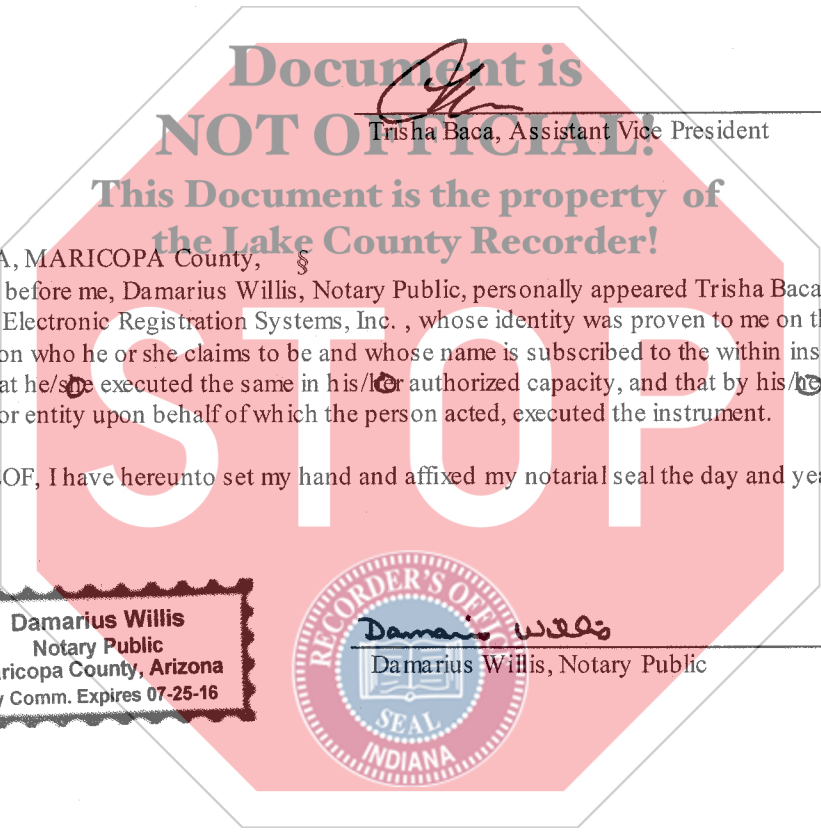 Document is
NOT OFFICIAL!
Trisha Baca, Assistant Vice President
This Document is the property of
the Lake County Recorder!
A, MARICOPA County, §
before me, Damarius Willis, Notary Public, personally appeared Trisha Baca
Electronic Registration Systems, Inc. , whose identity was proven to me on
on who he or she claims to be and whose name is subscribed to the within ins
at he/she executed the same in his/her authorized capacity, and that by his/he
or entity upon behalf of which the person acted, executed the instrument.
OF, I have hereunto set my hand and affixed my notarial seal the day and yea
STOP
Damarius Willis
Notary Public
ricopa County, Arizona
y Comm. Expires 07-25-16
Damaris Willis
Damarius Willis, Notary Public
RECORDER'S OFFIC
SEAL
INDIANA